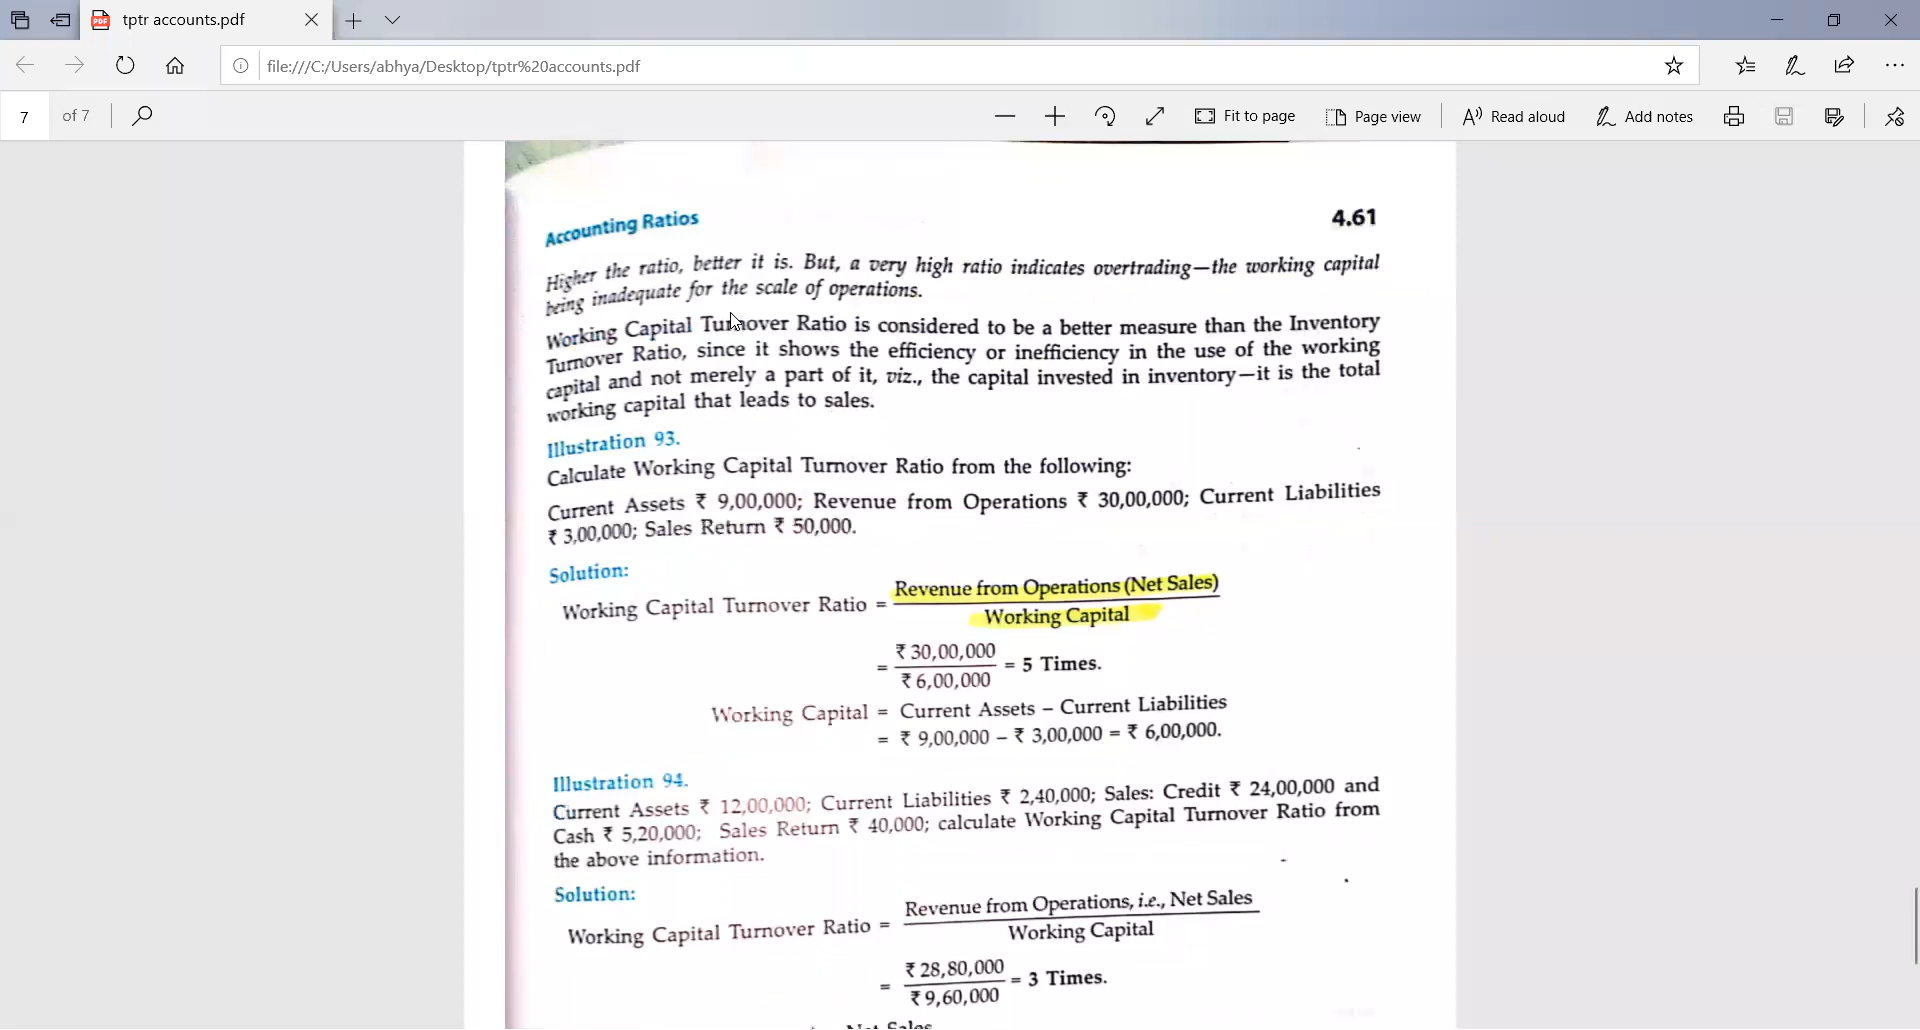 tptr accounts.pdf
file:///C:/Users/abhya/Desktop/tptr%20accounts.pdf
7 of 7 Fit to page Page view Read aloud Add notes
Accounting Ratios 4.61
Higher the ratio, better it is. But, a very high ratio indicates overtrading—the working capital
being inadequate for the scale of operations.
Working Capital Turnover Ratio is considered to be a better measure than the Inventory
Turnover Ratio, since it shows the efficiency or inefficiency in the use of the working
capital and not merely a part of it, viz., the capital invested in inventory—it is the total
working capital that leads to sales.
Illustration 93.
Calculate Working Capital Turnover Ratio from the following:
Current Assets ₹ 9,00,000; Revenue from Operations ₹ 30,00,000; Current Liabilities
₹ 3,00,000; Sales Return ₹ 50,000.
Solution:
Revenue from Operations (Net Sales)
Working Capital Turnover Ratio =
Working Capital
₹ 30,00,000
= = 5 Times.
₹ 6,00,000
Working Capital = Current Assets – Current Liabilities
= ₹ 9,00,000 – ₹ 3,00,000 = ₹ 6,00,000.
Illustration 94.
Current Assets ₹ 12,00,000; Current Liabilities ₹ 2,40,000; Sales: Credit ₹ 24,00,000 and
Cash ₹ 5,20,000; Sales Return ₹ 40,000; calculate Working Capital Turnover Ratio from
the above information.
Solution:
Revenue from Operations, i.e., Net Sales
Working Capital Turnover Ratio =
Working Capital
₹ 28,80,000
= = 3 Times.
₹ 9,60,000
Net Sales